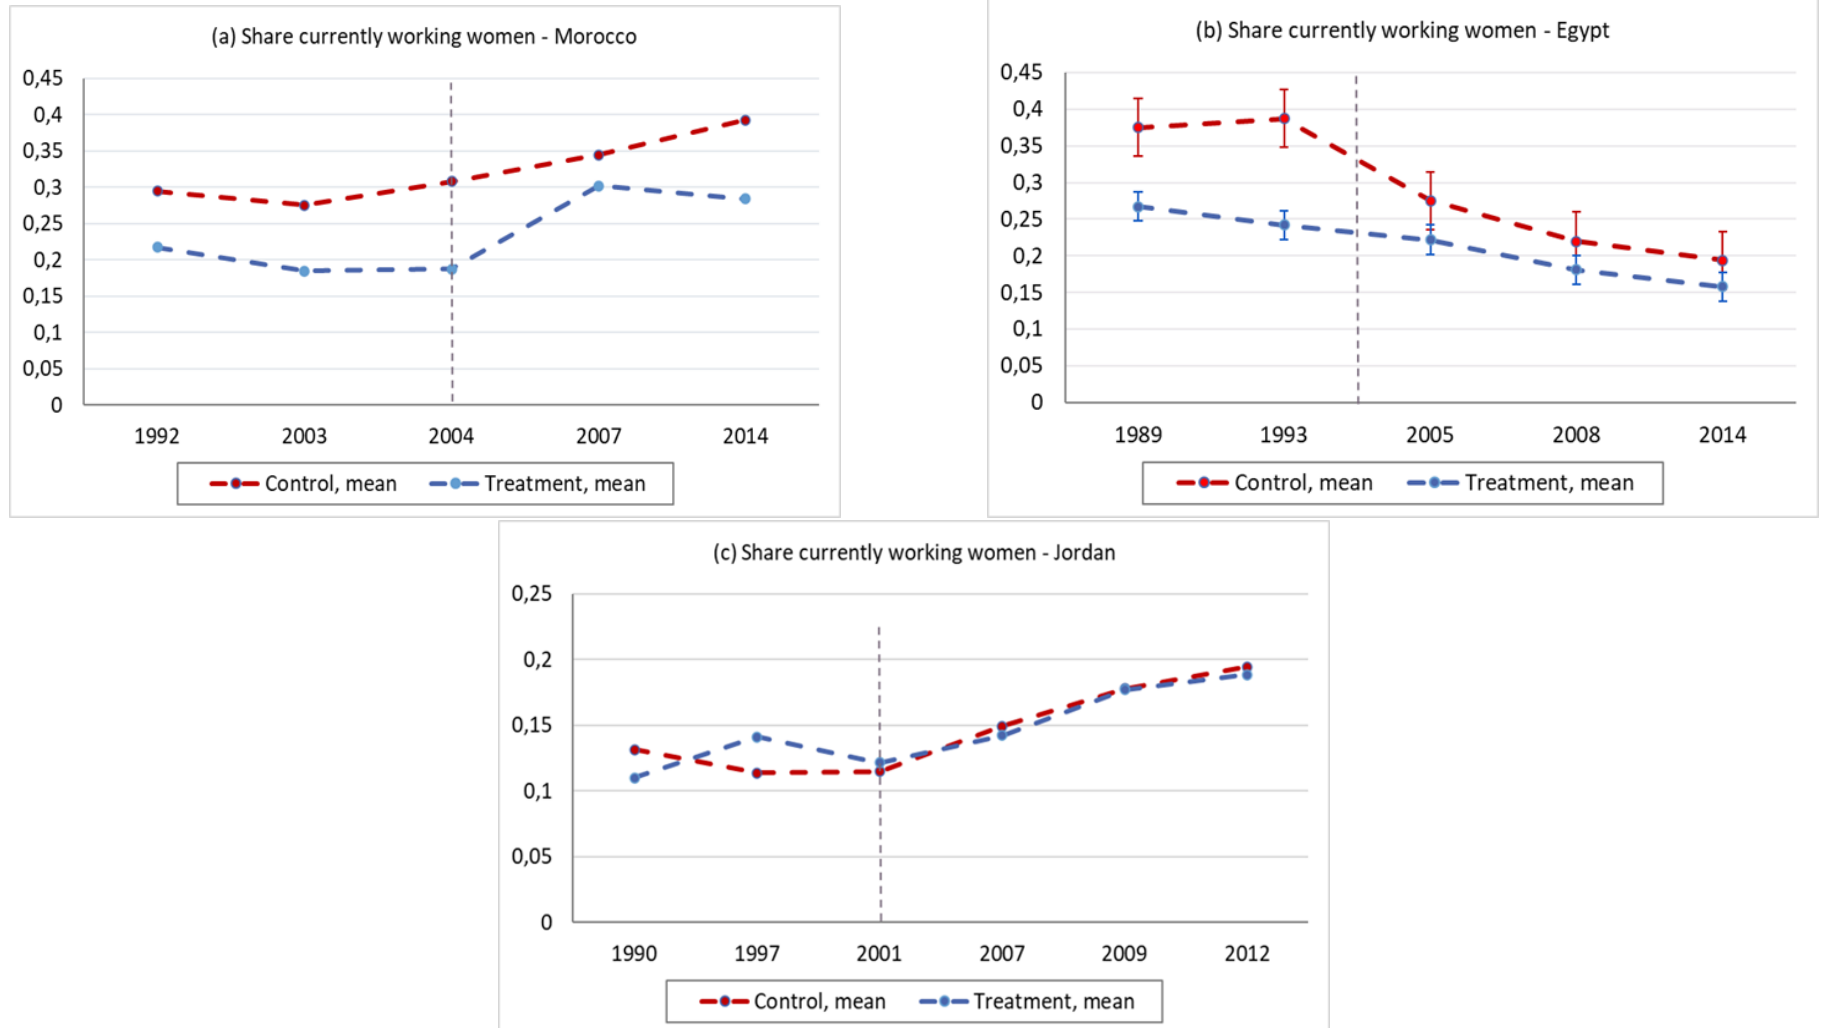 (a) Share currently working women - Morocco
0,45
0,4
0,35
0,3
0,25
0,2
0,15
0,1
0,05
0
1992 2003 2004 2007 2014
Control, mean Treatment, mean
(b) Share currently working women - Egypt
0,45
0,4
0,35
0,3
0,25
0,2
0,15
0,1
0,05
0
1989 1993 2005 2008 2014
Control, mean Treatment, mean
(c) Share currently working women - Jordan
0,25
0,2
0,15
0,1
0,05
0
1990 1997 2001 2007 2009 2012
Control, mean Treatment, mean